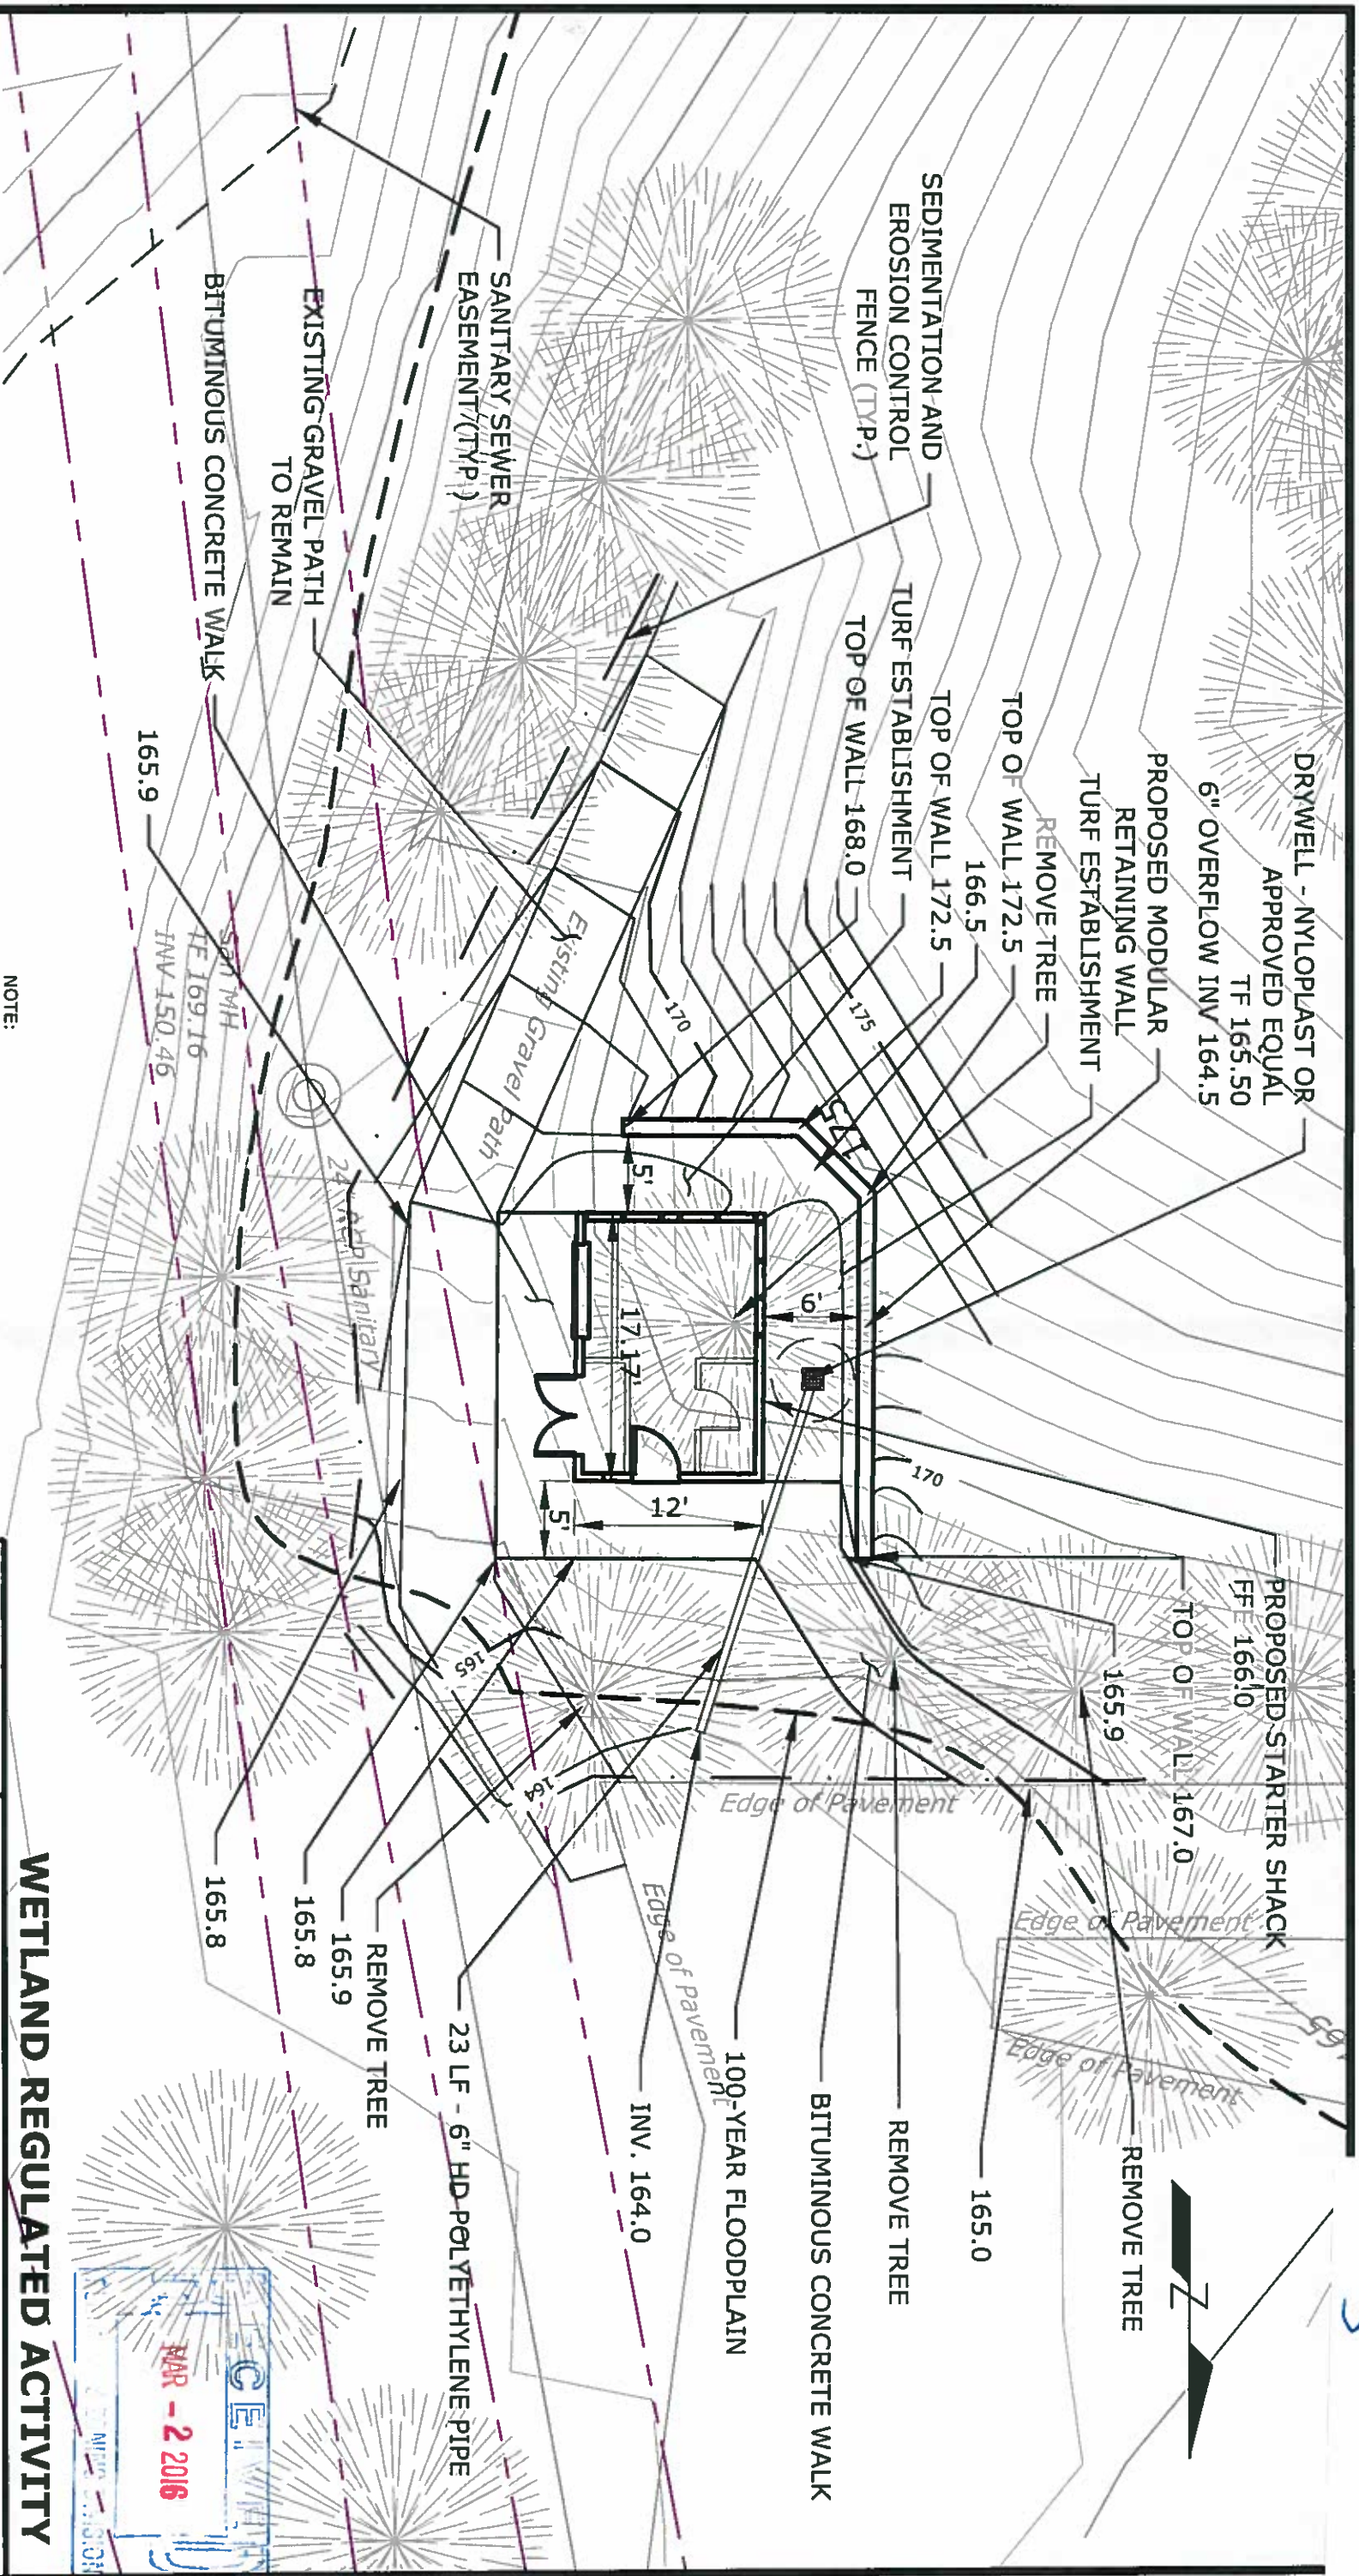 DRYWELL - NYLOPLAST OR
APPROVED EQUAL
TF 165.50
6" OVERFLOW INV 164.5
PROPOSED MODULAR
RETAINING WALL
TURF ESTABLISHMENT
REMOVE TREE
TOP OF WALL 172.5
166.5
TOP OF WALL 172.5
TURF ESTABLISHMENT
TOP OF WALL 168.0
SEDIMENTATION AND
EROSION CONTROL
FENCE (TYP.)
SANITARY SEWER
EASEMENT (TYP.)
EXISTING GRAVEL PATH
TO REMAIN
BITUMINOUS CONCRETE WALK
165.9
San MH
TF 169.16
INV 150.46
Existing Gravel Path
170
175
175
170
5'
6'
17.17'
12'
5'
165
164
PROPOSED STARTER SHACK
FFE 166.0
TOP OF WALL 167.0
165.9
Edge of Pavement
Edge of Pavement
Edge of Pavement
Edge of Pavement
REMOVE TREE
165.0
REMOVE TREE
BITUMINOUS CONCRETE WALK
100-YEAR FLOODPLAIN
INV. 164.0
23 LF - 6" HD POLYETHYLENE PIPE
REMOVE TREE
165.9
165.8
165.8
N
NOTE:
WETLAND REGULATED ACTIVITY
MAR - 2 2016